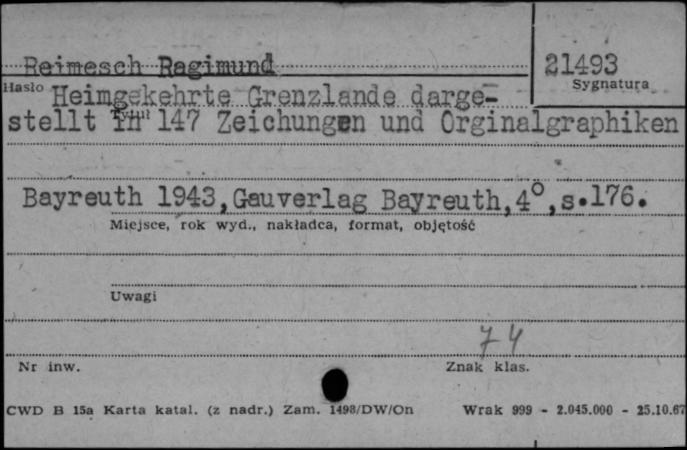 Reimesch Ragimund
21493
Hasło
Sygnatura
Heimgekehrte Grenzlande darge-
Tytuł
stellt in 147 Zeichungen und Orginalgraphiken
Bayreuth 1943, Gauverlag Bayreuth, 4°, s.176.
Miejsce, rok wyd., nakładca, format, objętość
Uwagi
74
Nr inw.
Znak klas.
CWD B 15a Karta katal. (z nadr.) Zam. 1498/DW/On Wrak 999 - 2.045.000 - 25.10.67